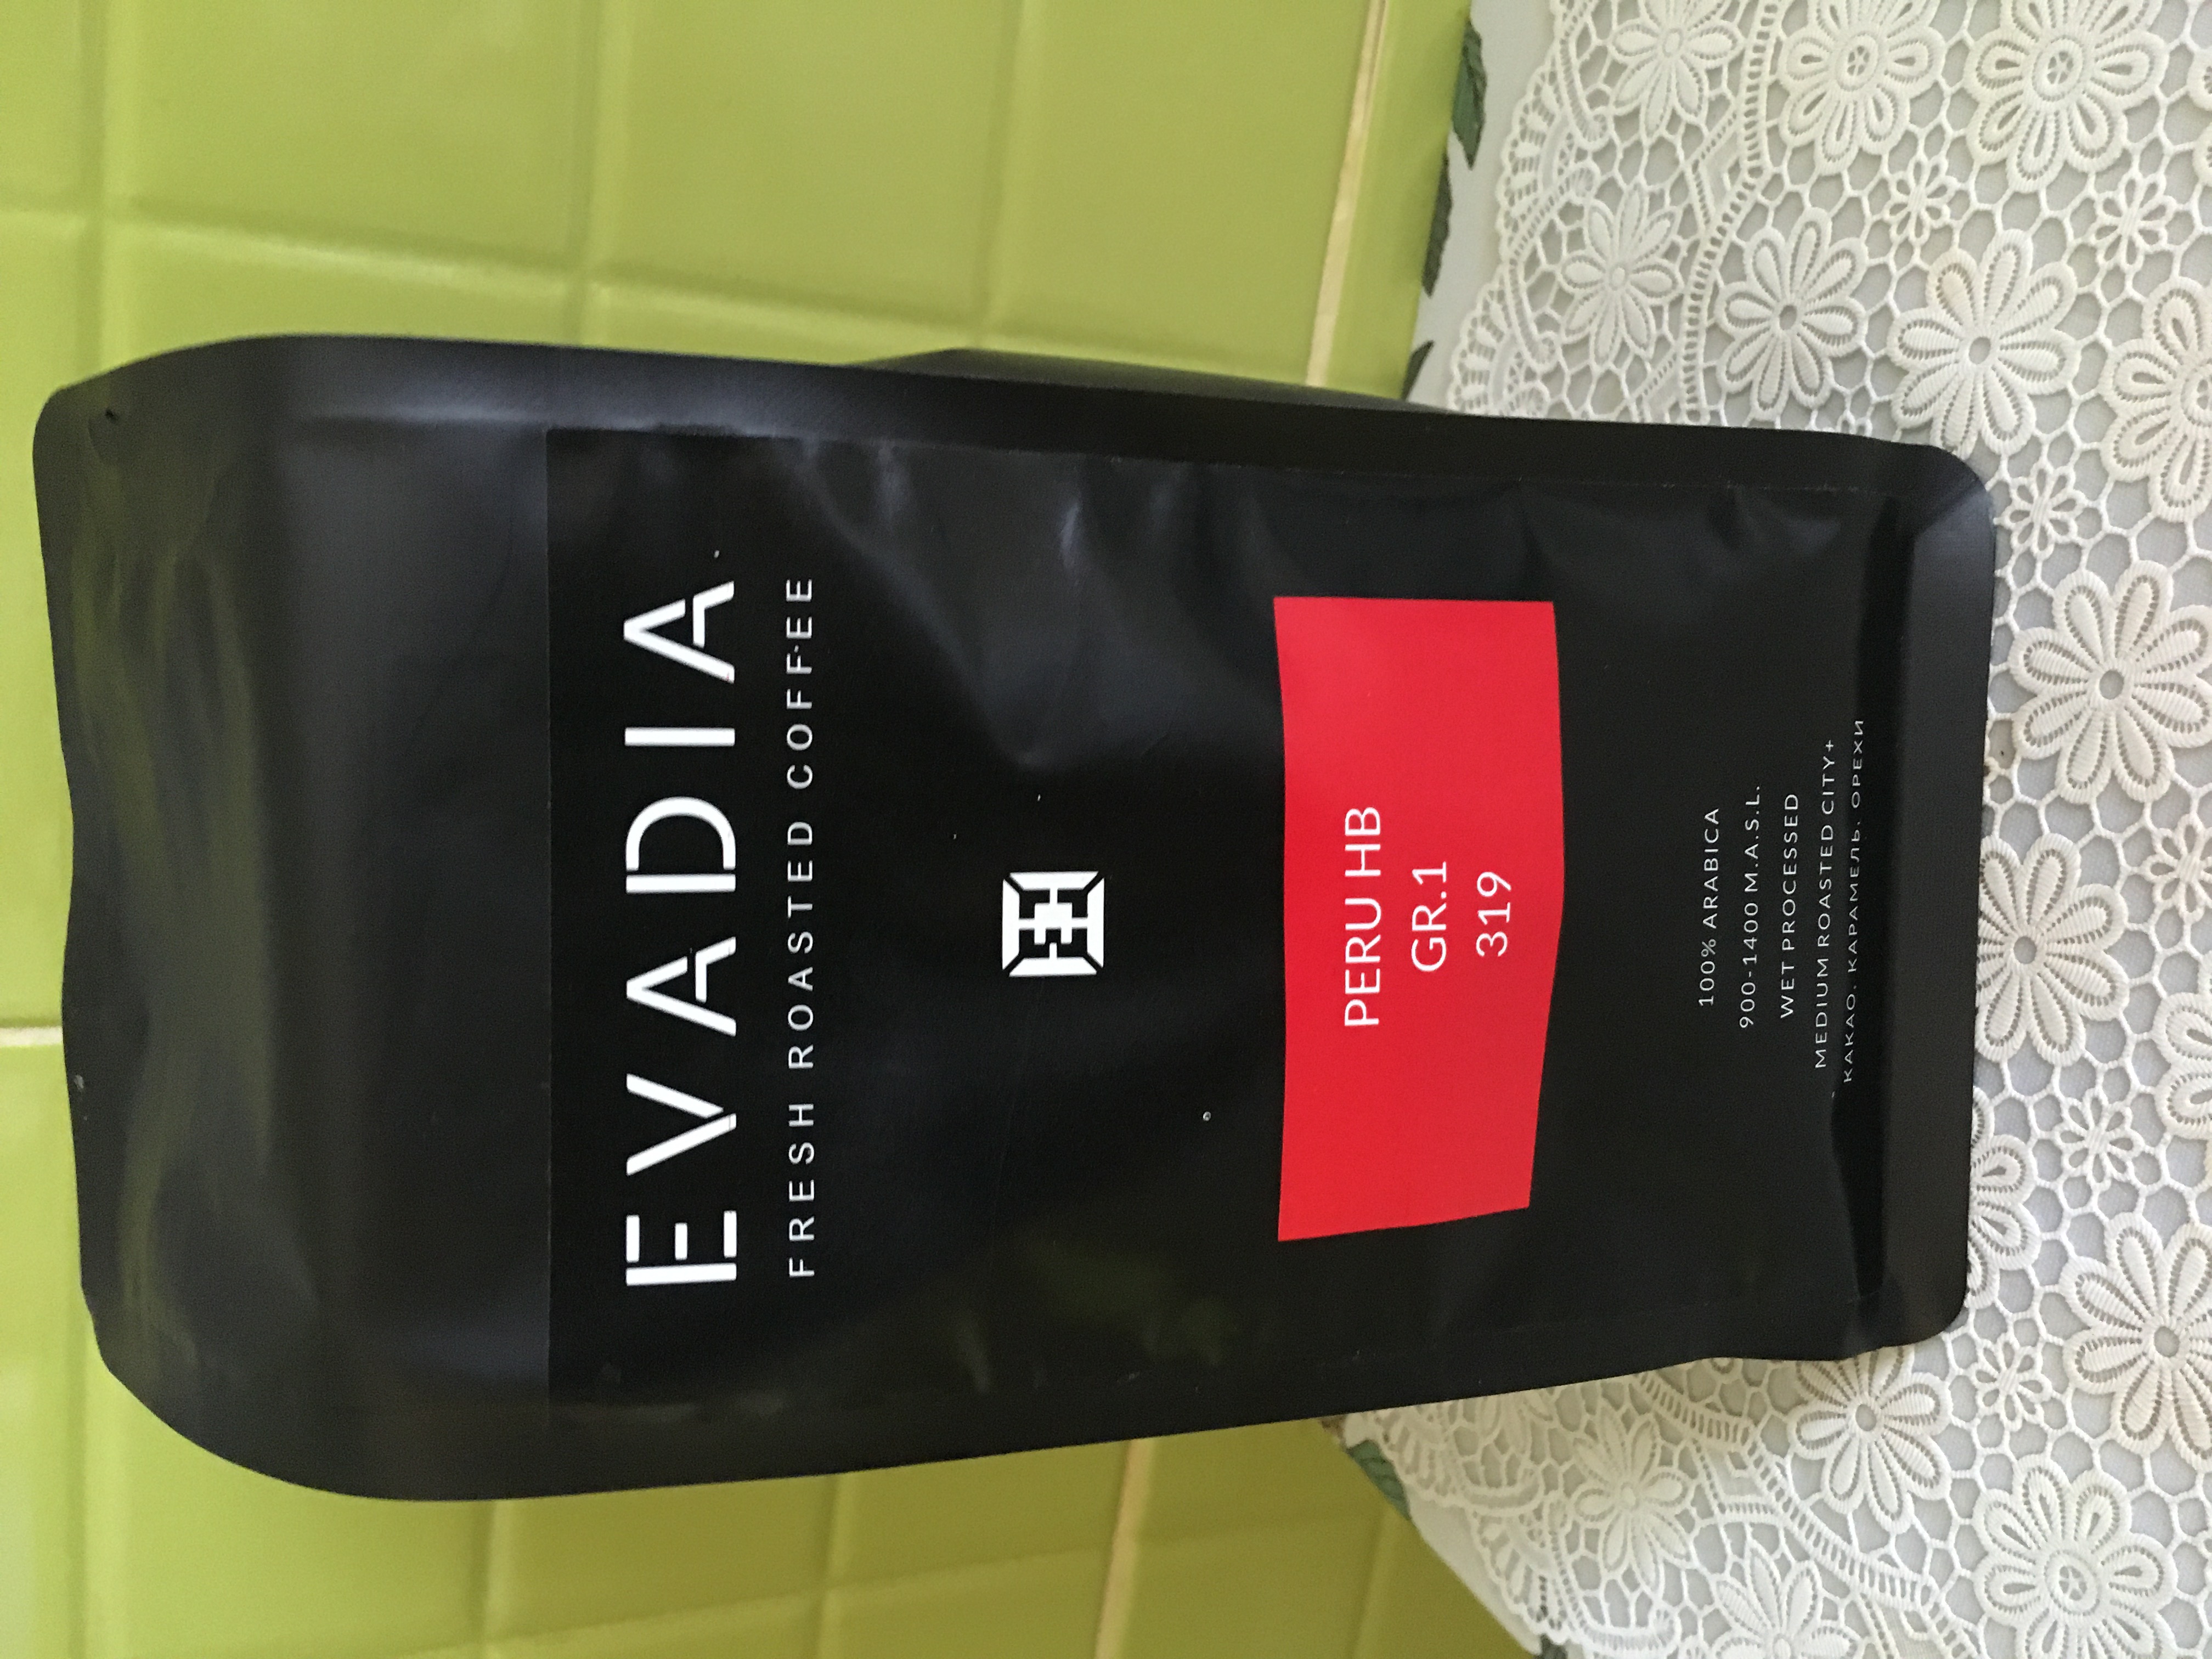 EVADIA
FRESH ROASTED COFFEE
PERU HB
GR.1
319
100% ARABICA
900-1400 M.A.S.L.
WET PROCESSED
MEDIUM ROASTED CITY+
КАКАО, КАРАМЕЛЬ, ОРЕХИ